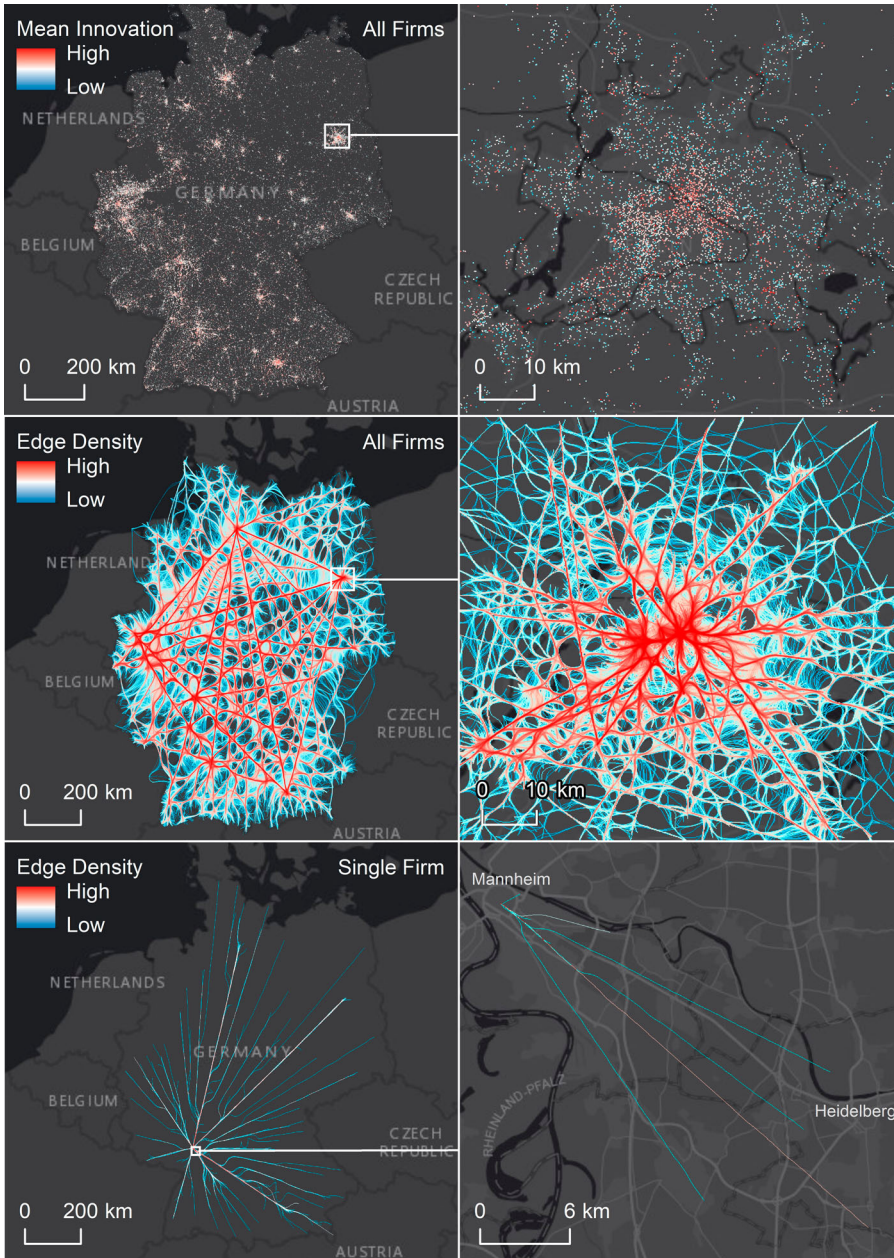 Mean Innovation
High
Low
All Firms
NETHERLANDS
GERMANY
BELGIUM
CZECH
REPUBLIC
0 200 km
AUSTRIA
0 10 km
Edge Density
High
Low
All Firms
NETHERLAND
BELGIUM
CZECH
REPUBLIC
0 200 km
AUSTRIA
0 10 km
Edge Density
High
Low
Single Firm
NETHERLANDS
GERMANY
BELGIUM
CZECH
REPUBLIC
0 200 km
AUSTRIA
Mannheim
RHEINLAND-PFALZ
Heidelberg
0 6 km